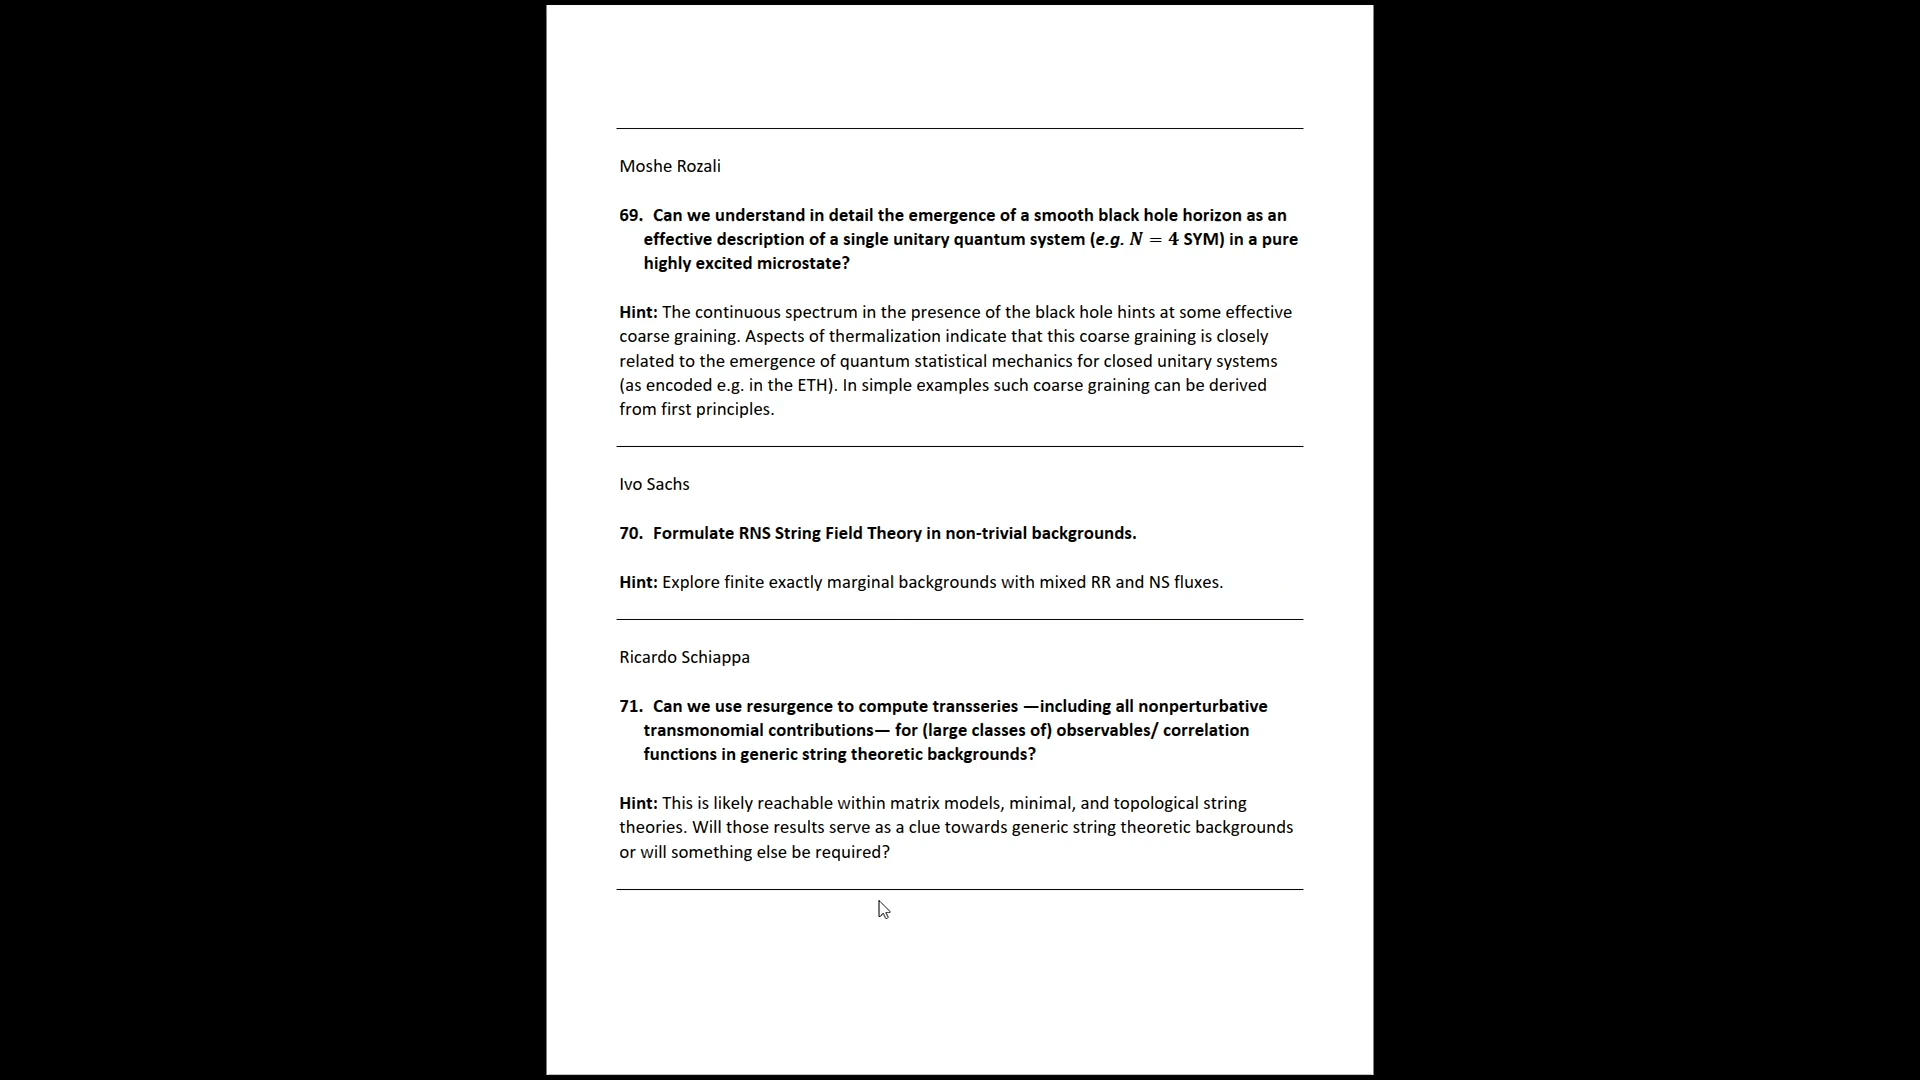 Moshe Rozali
69. Can we understand in detail the emergence of a smooth black hole horizon as an
effective description of a single unitary quantum system (e.g. N = 4 SYM) in a pure
highly excited microstate?
Hint: The continuous spectrum in the presence of the black hole hints at some effective
coarse graining. Aspects of thermalization indicate that this coarse graining is closely
related to the emergence of quantum statistical mechanics for closed unitary systems
(as encoded e.g. in the ETH). In simple examples such coarse graining can be derived
from first principles.
Ivo Sachs
70. Formulate RNS String Field Theory in non-trivial backgrounds.
Hint: Explore finite exactly marginal backgrounds with mixed RR and NS fluxes.
Ricardo Schiappa
71. Can we use resurgence to compute transseries —including all nonperturbative
transmonomial contributions— for (large classes of) observables/ correlation
functions in generic string theoretic backgrounds?
Hint: This is likely reachable within matrix models, minimal, and topological string
theories. Will those results serve as a clue towards generic string theoretic backgrounds
or will something else be required?